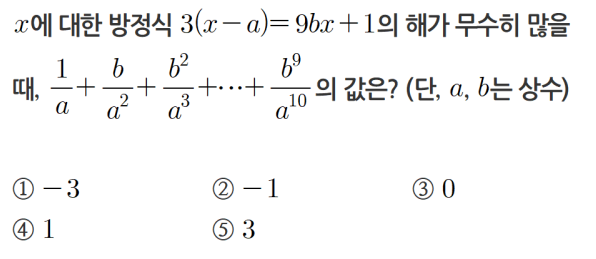 x에 대한 방정식 3(x−a)=9bx+1의 해가 무수히 많을
때, 1/a + b/a² + b²/a³ + ⋯ + b⁹/a¹⁰ 의 값은? (단, a, b는 상수)
① −3 ② −1 ③ 0
④ 1 ⑤ 3